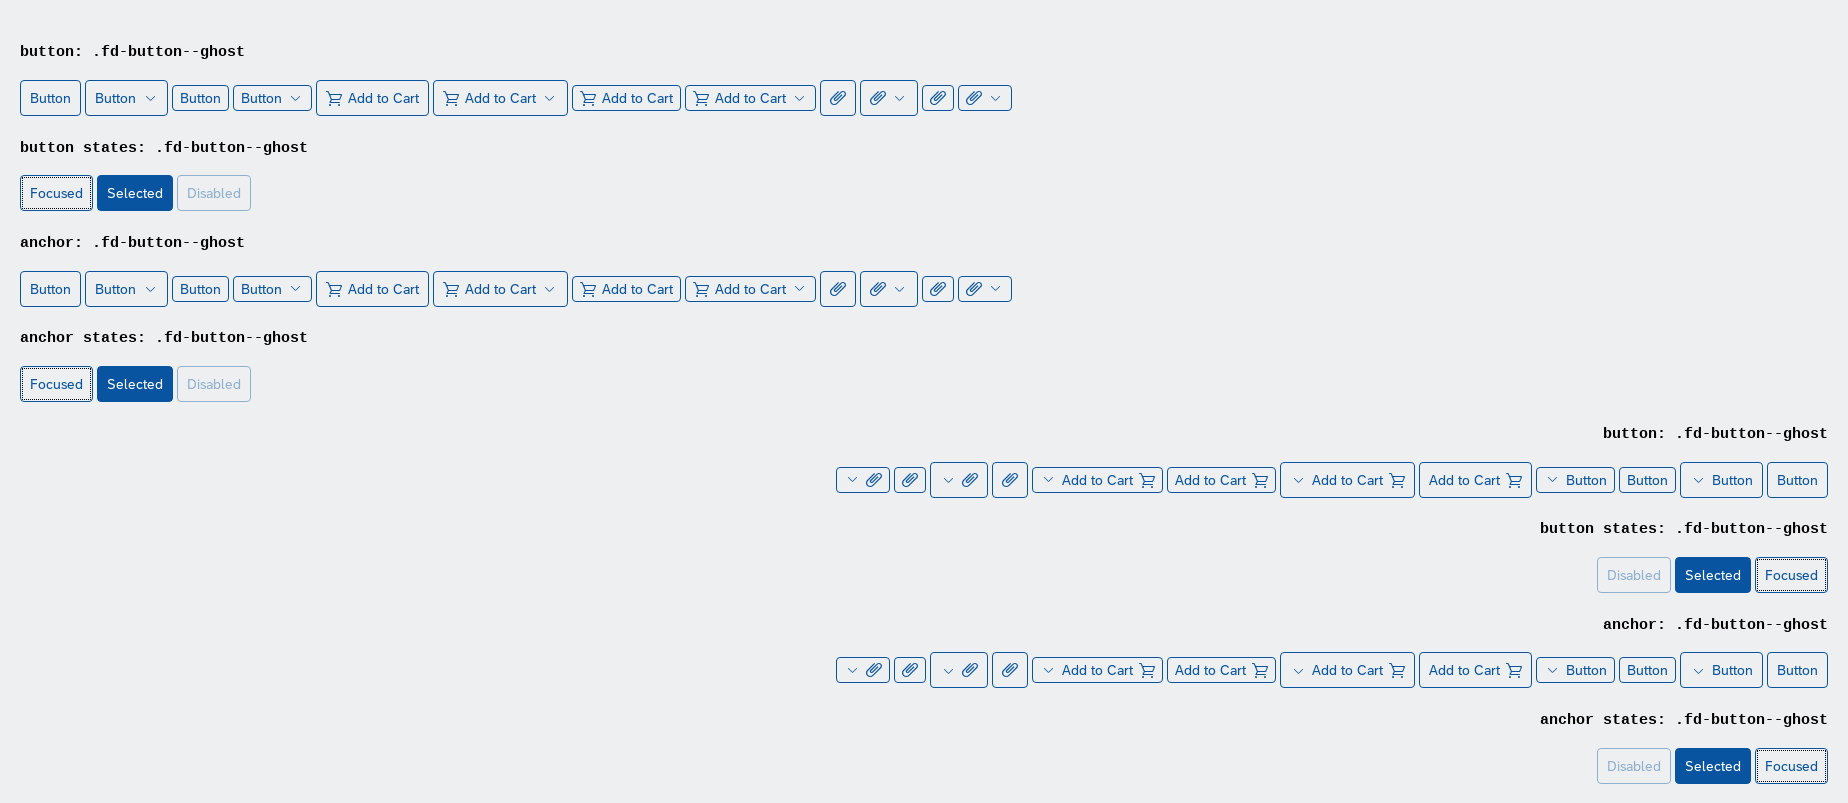 button: .fd-button--ghost
Button Button Button Button Add to Cart Add to Cart Add to Cart Add to Cart
button states: .fd-button--ghost
Focused Selected Disabled
anchor: .fd-button--ghost
Button Button Button Button Add to Cart Add to Cart Add to Cart Add to Cart
anchor states: .fd-button--ghost
Focused Selected Disabled
button: .fd-button--ghost
Add to Cart Add to Cart Add to Cart Add to Cart Button Button Button Button
button states: .fd-button--ghost
Disabled Selected Focused
anchor: .fd-button--ghost
Add to Cart Add to Cart Add to Cart Add to Cart Button Button Button Button
anchor states: .fd-button--ghost
Disabled Selected Focused